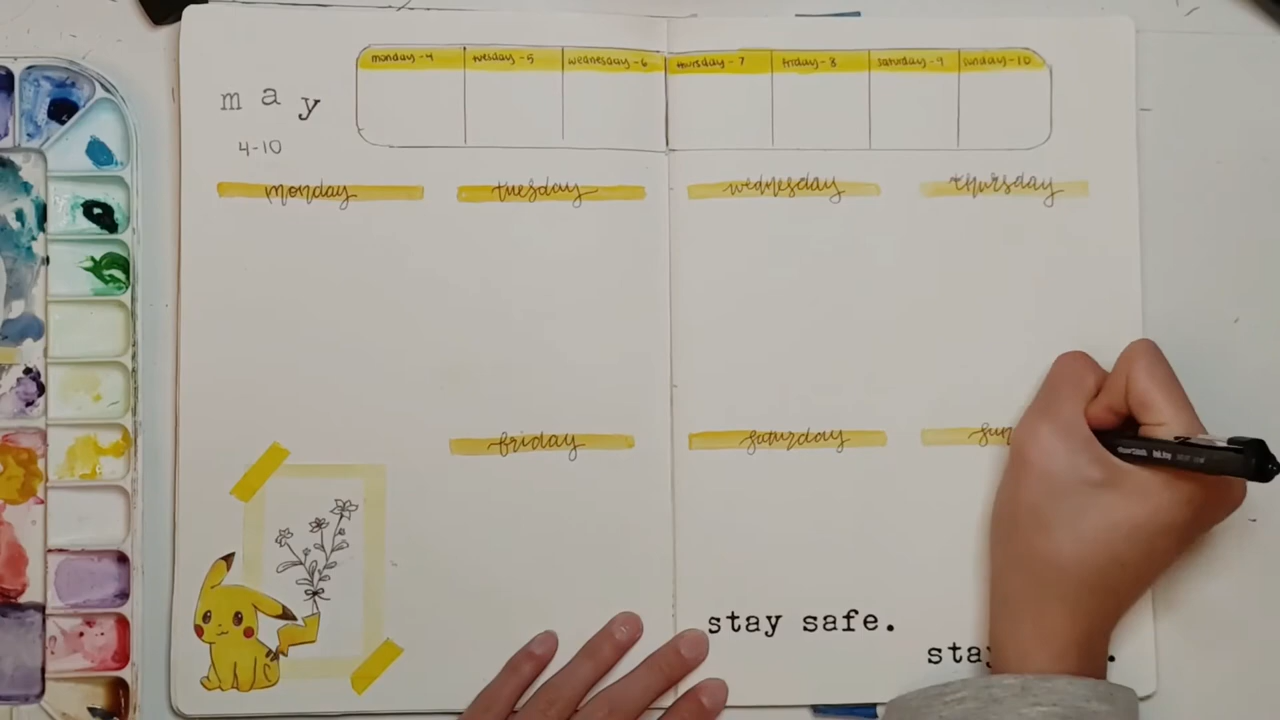 monday - 4 tuesday - 5 wednesday - 6 thursday - 7 friday - 8 saturday - 9 sunday - 10
may
4-10
monday tuesday wednesday thursday
friday saturday
stay safe.